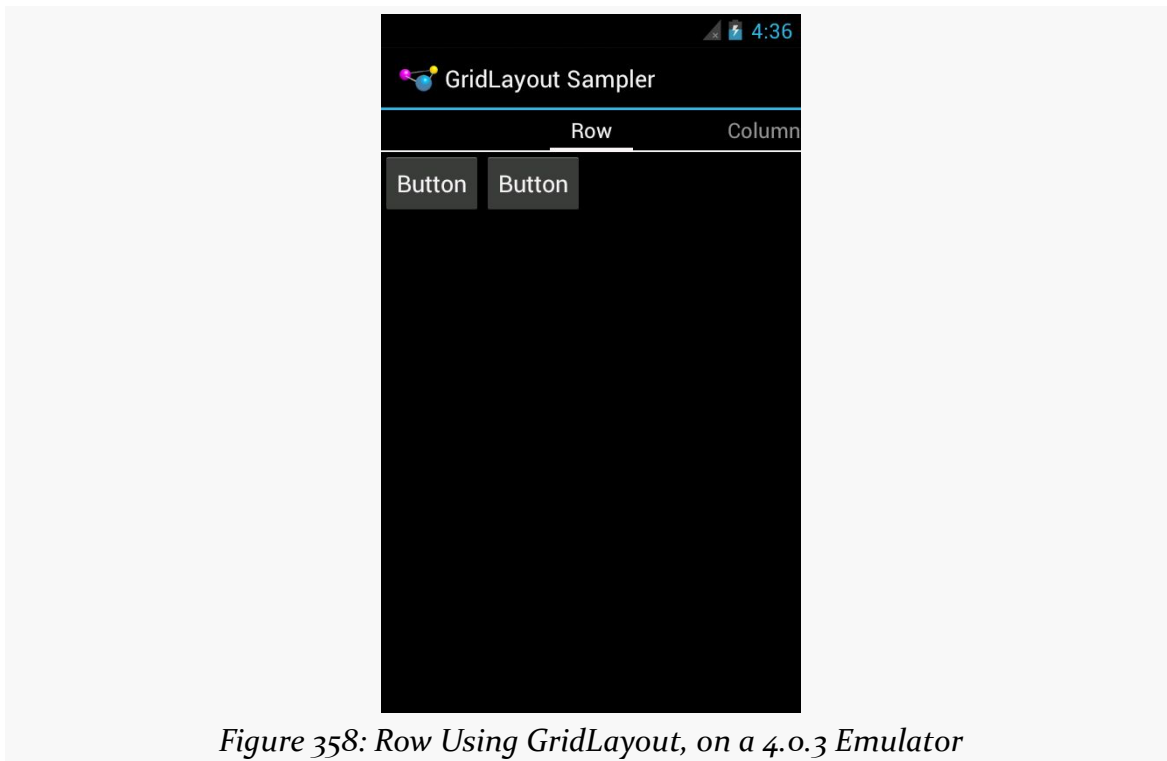 4:36
GridLayout Sampler
Row Column
Button Button
Figure 358: Row Using GridLayout, on a 4.0.3 Emulator